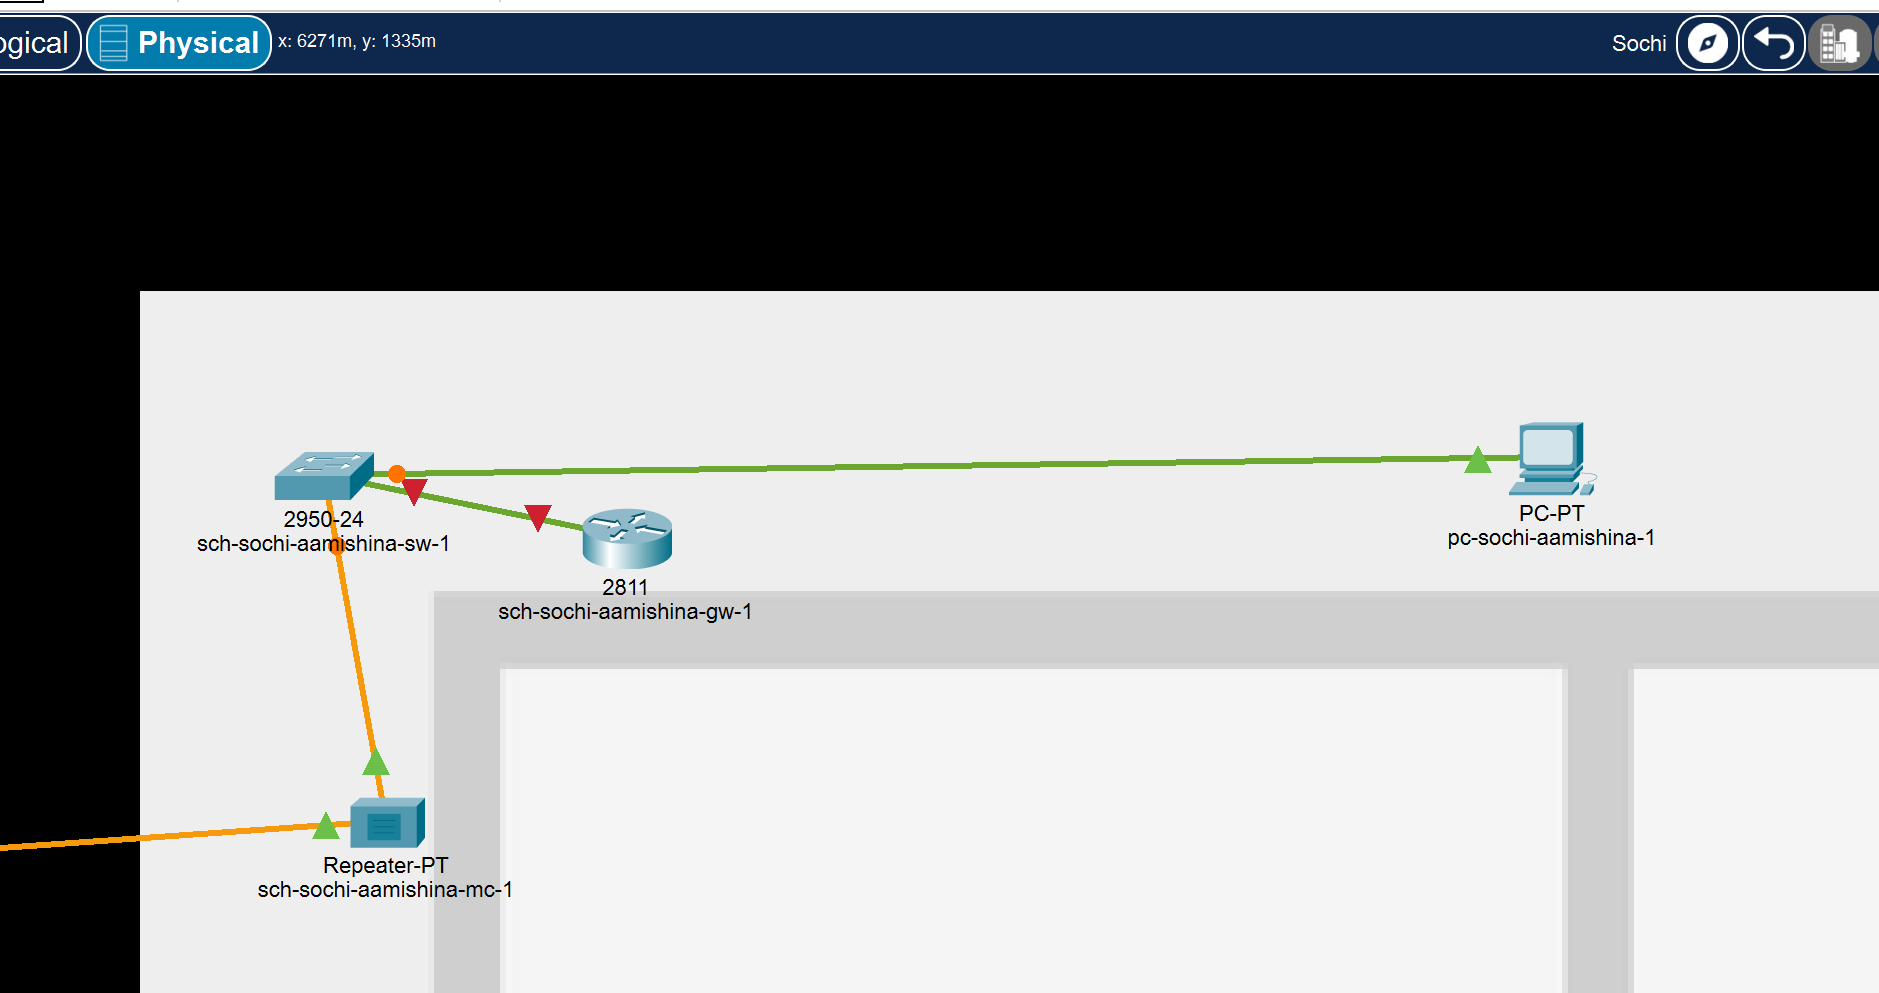 ogical
Physical
x: 6271m, y: 1335m
Sochi
2950-24
sch-sochi-aamishina-sw-1
2811
sch-sochi-aamishina-gw-1
PC-PT
pc-sochi-aamishina-1
Repeater-PT
sch-sochi-aamishina-mc-1